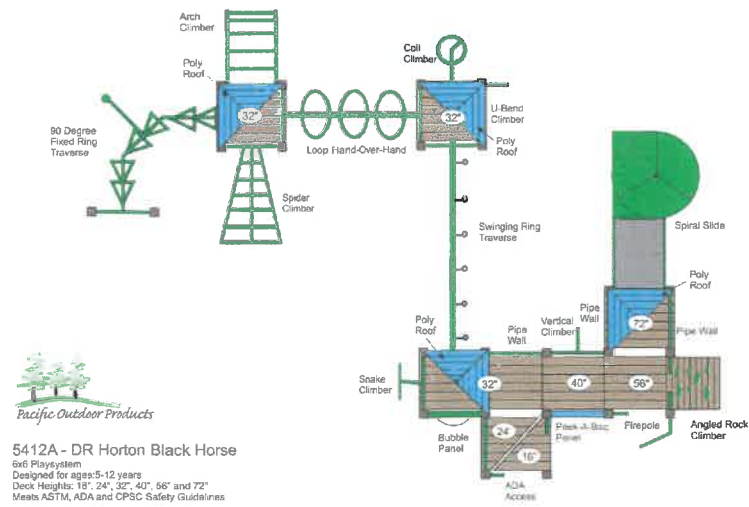 Arch
Climber
Poly
Roof
32"
90 Degree
Fixed Ring
Traverse
Loop Hand-Over-Hand
Spider
Climber
Coil
Climber
32"
U-Bend
Climber
Poly
Roof
Swinging Ring
Traverse
Spiral Slide
Poly
Roof
72"
Pipe Wall
Pipe
Wall
Vertical
Climber
Pipe
Wall
Poly
Roof
32"
40"
56"
Snake
Climber
Bubble
Panel
24"
16"
Peek-A-Boo
Panel
Firepole
Angled Rock
Climber
ADA
Access
Pacific Outdoor Products
5412A - DR Horton Black Horse
6x6 Playsystem
Designed for ages:5-12 years
Deck Heights: 16", 24", 32", 40", 56" and 72"
Meets ASTM, ADA and CPSC Safety Guidelines